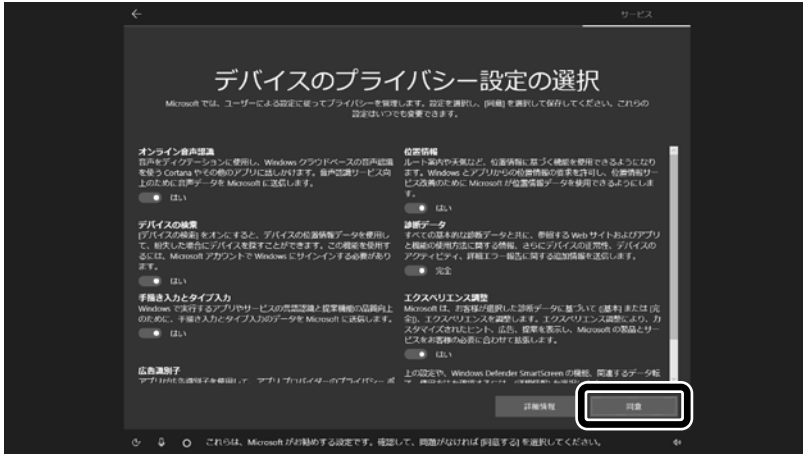 サービス
デバイスのプライバシー設定の選択
Microsoft では、ユーザーによる設定に従ってプライバシーを管理します。設定を選択し、[同意] を選択して保存してください。これらの
設定はいつでも変更できます。
オンライン音声認識
音声をディクテーションに使用し、Windows クラウドベースの音声認識
を使う Cortana やその他のアプリに話しかけます。音声認識サービス向
上のために音声データを Microsoft に送信します。
はい
デバイスの検索
[デバイスの検索] をオンにすると、デバイスの位置情報データを使用し
て、紛失した場合にデバイスを探すことができます。この機能を使用す
るには、Microsoft アカウントで Windows にサインインする必要があり
ます。
はい
手描き入力とタイプ入力
Windows で実行するアプリやサービスの言語認識と提案機能の品質向上
のために、手描き入力とタイプ入力のデータを Microsoft に送信します。
はい
広告識別子
アプリが広告識別子を使用して、アプリ プロバイダーのプライバシー ポ
位置情報
ルート案内や天気など、位置情報に基づく機能を使用できるようになり
ます。Windows とアプリからの位置情報の要求を許可し、位置情報サー
ビス改善のために Microsoft が位置情報データを使用できるようにしま
す。
はい
診断データ
すべての基本的な診断データと共に、参照する Web サイトおよびアプリ
と機能の使用方法に関する情報、さらにデバイスの正常性、デバイスの
アクティビティ、詳細エラー報告に関する追加情報を送信します。
完全
エクスペリエンス調整
Microsoft は、お客様が選択した診断データに基づいて ([基本] または [完
全])、エクスペリエンスを調整します。エクスペリエンス調整により、カ
スタマイズされたヒント、広告、提案を表示し、Microsoft の製品とサー
ビスをお客様の必要に合わせて拡張します。
はい
上の設定や、Windows Defender SmartScreen の機能、関連するデータ転
詳細情報
同意
これらは、Microsoft がお勧めする設定です。確認して、問題がなければ [同意する] を選択してください。